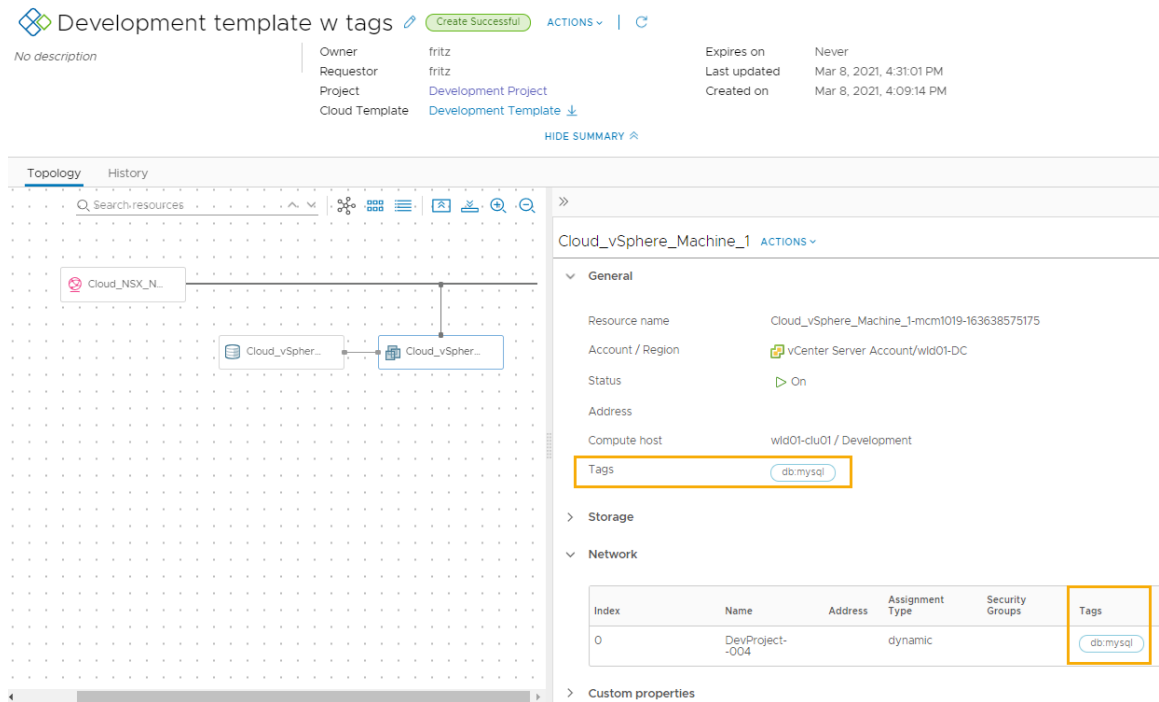 Development template w tags Create Successful ACTIONS
No description
Owner fritz
Requestor fritz
Project Development Project
Cloud Template Development Template
Expires on Never
Last updated Mar 8, 2021, 4:31:01 PM
Created on Mar 8, 2021, 4:09:14 PM
HIDE SUMMARY
Topology History
Search resources
Cloud_NSX_N...
Cloud_vSpher...
Cloud_vSpher...
Cloud_vSphere_Machine_1 ACTIONS
General
Resource name Cloud_vSphere_Machine_1-mcm1019-163638575175
Account / Region vCenter Server Account/wld01-DC
Status On
Address
Compute host wld01-clu01 / Development
Tags db:mysql
Storage
Network
Index Name Address Assignment Type Security Groups Tags
0 DevProject-
-004 dynamic db:mysql
Custom properties